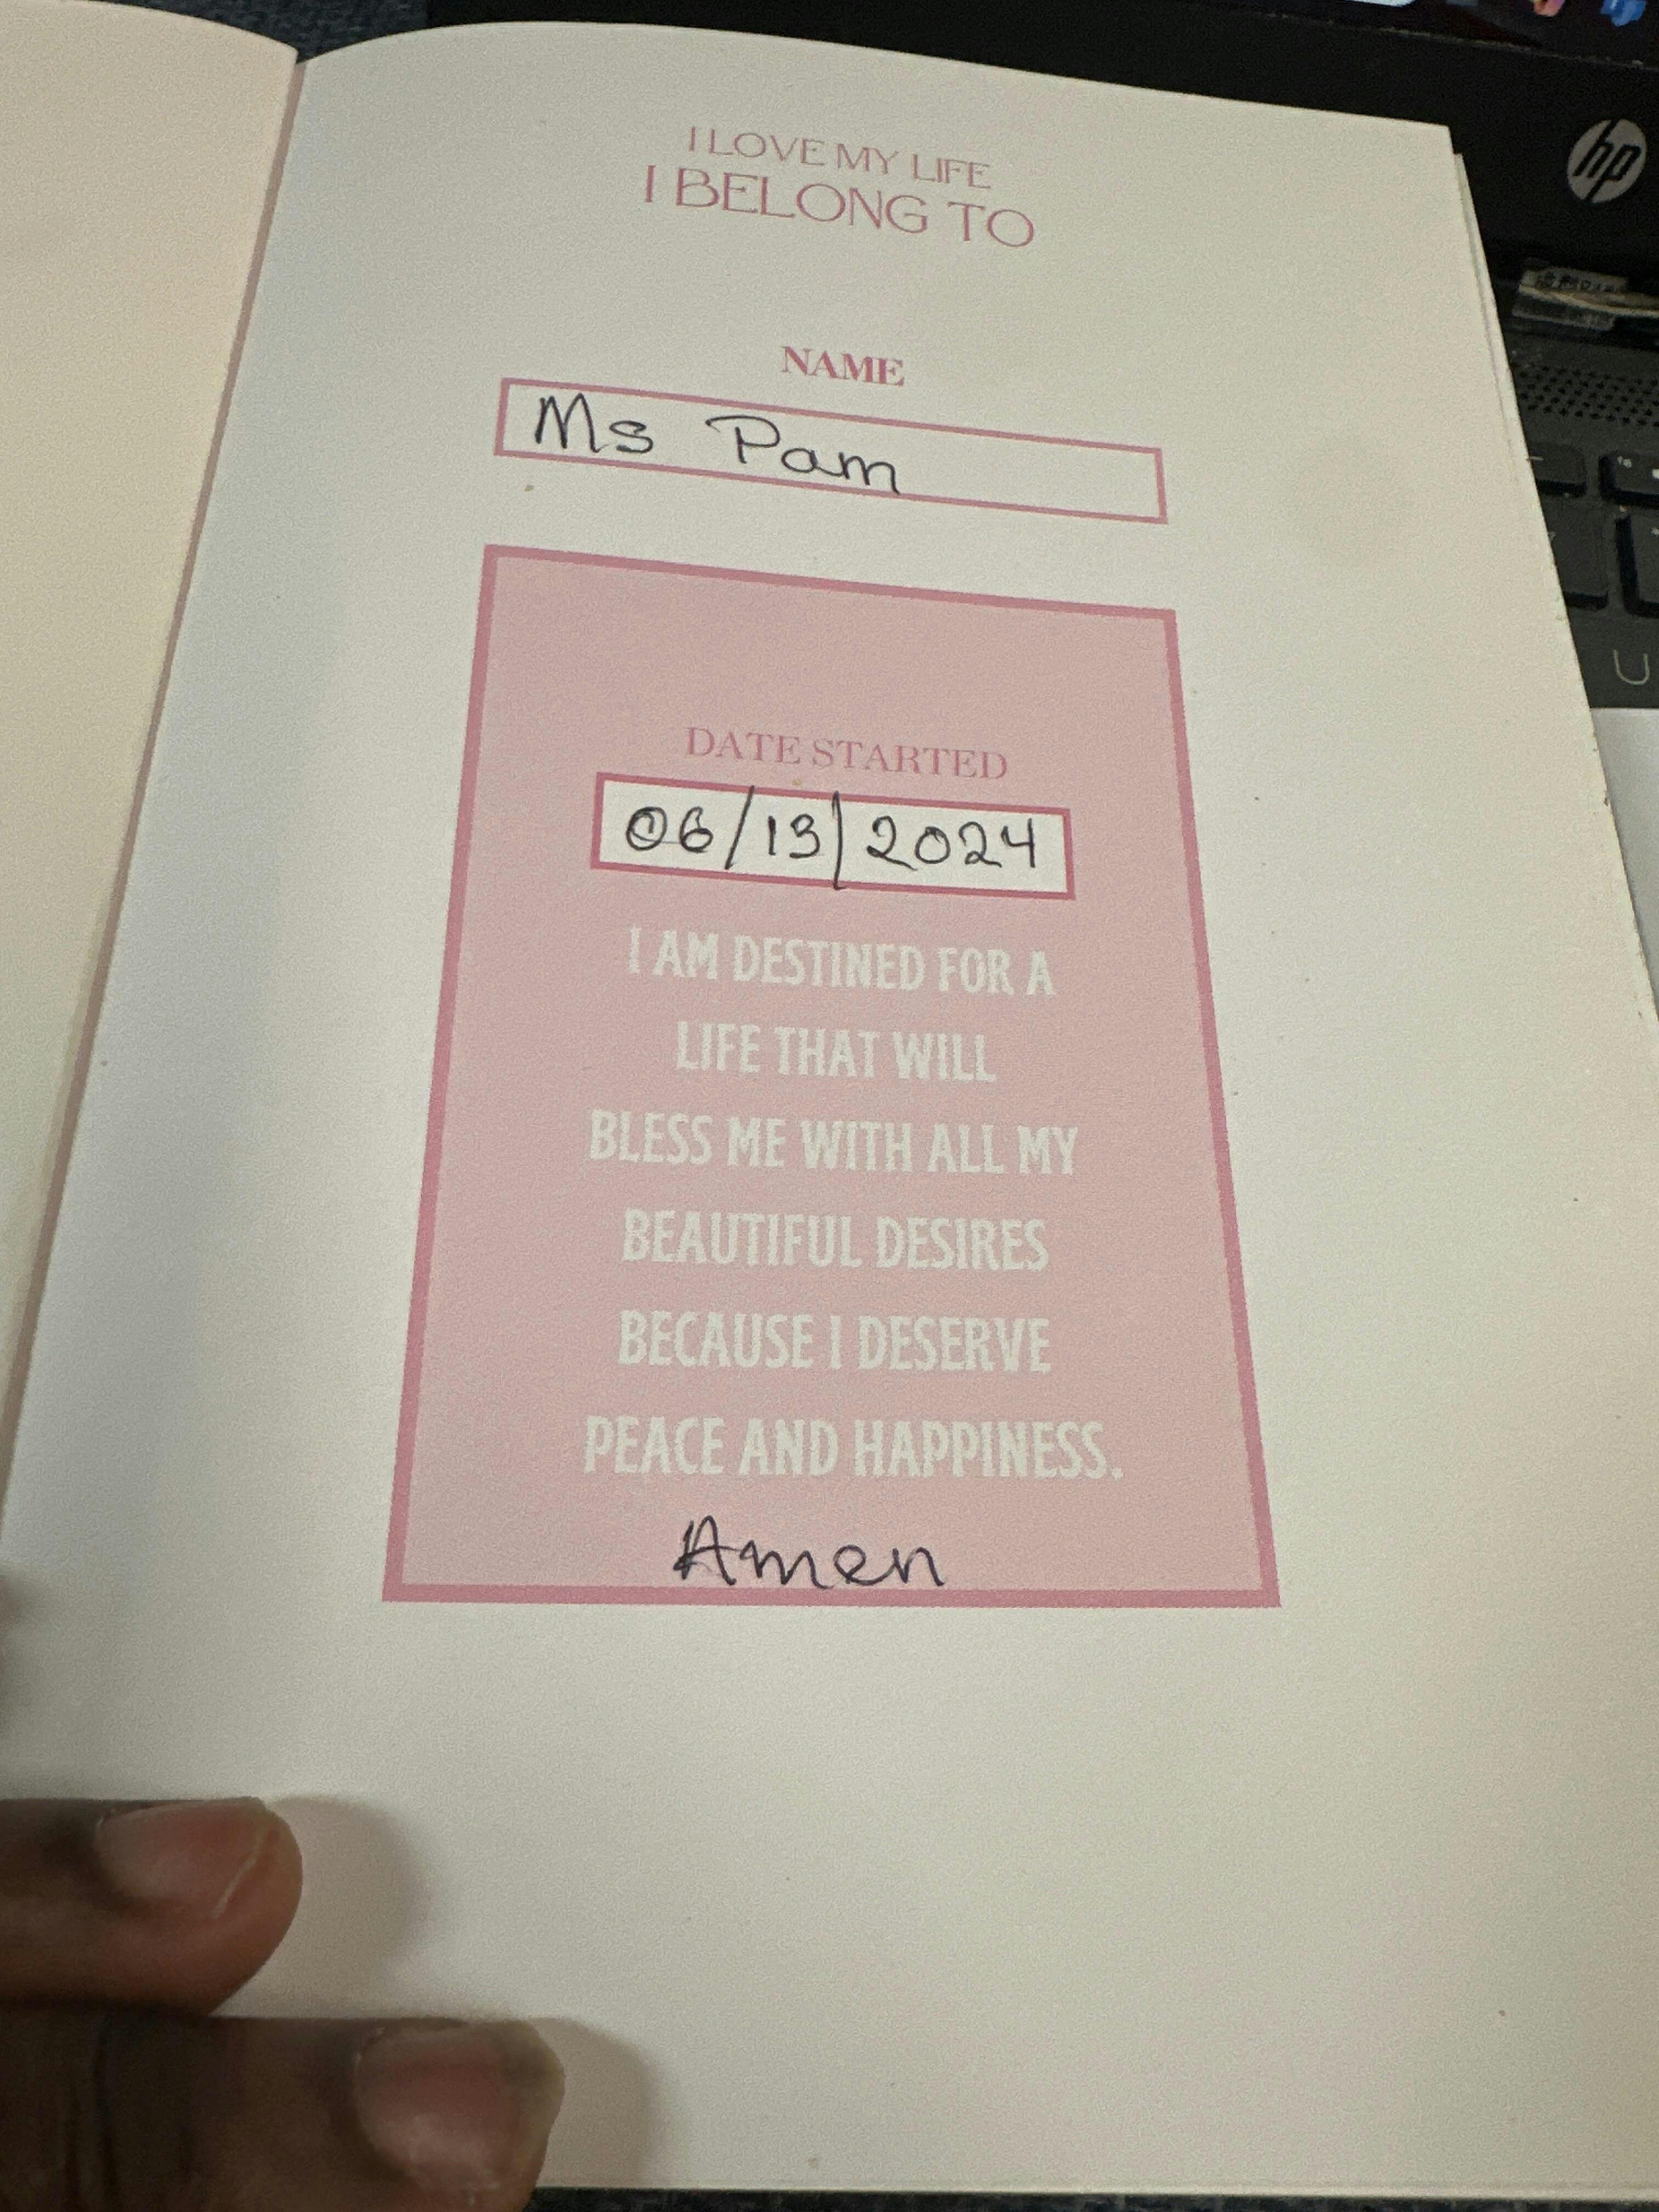 I LOVE MY LIFE
I BELONG TO
NAME
Ms Pam
DATE STARTED
06/13/2024
I AM DESTINED FOR A
LIFE THAT WILL
BLESS ME WITH ALL MY
BEAUTIFUL DESIRES
BECAUSE I DESERVE
PEACE AND HAPPINESS.
Amen
hp
U